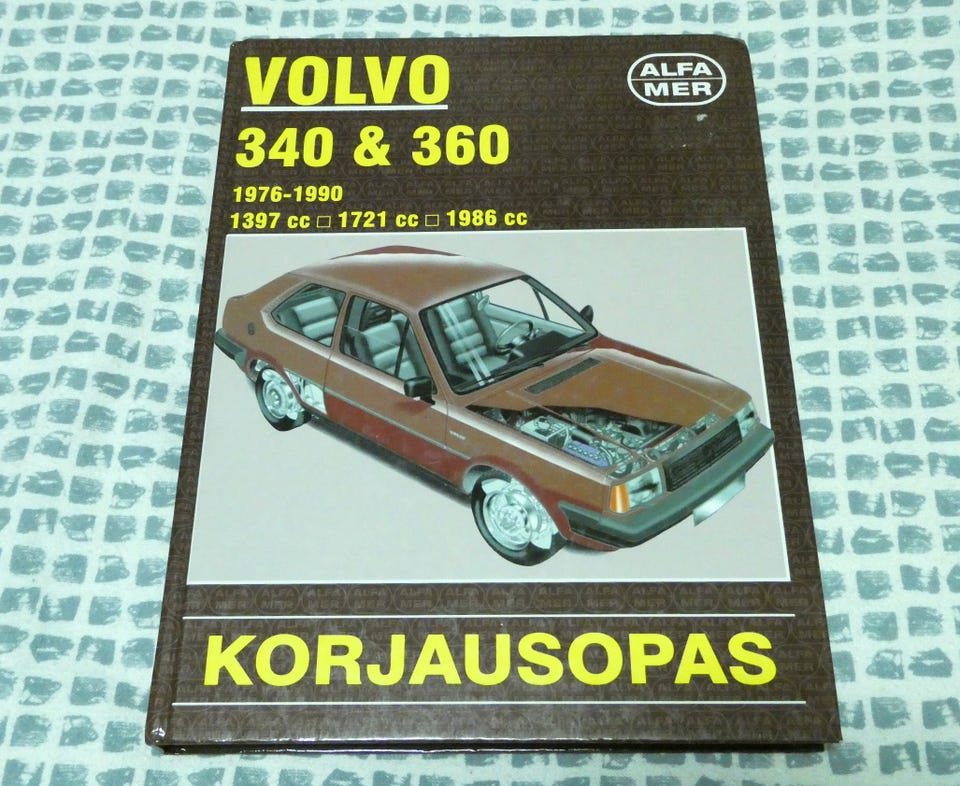 VOLVO
ALFA
MER
340 & 360
1976-1990
1397 cc □ 1721 cc □ 1986 cc
KORJAUSOPAS